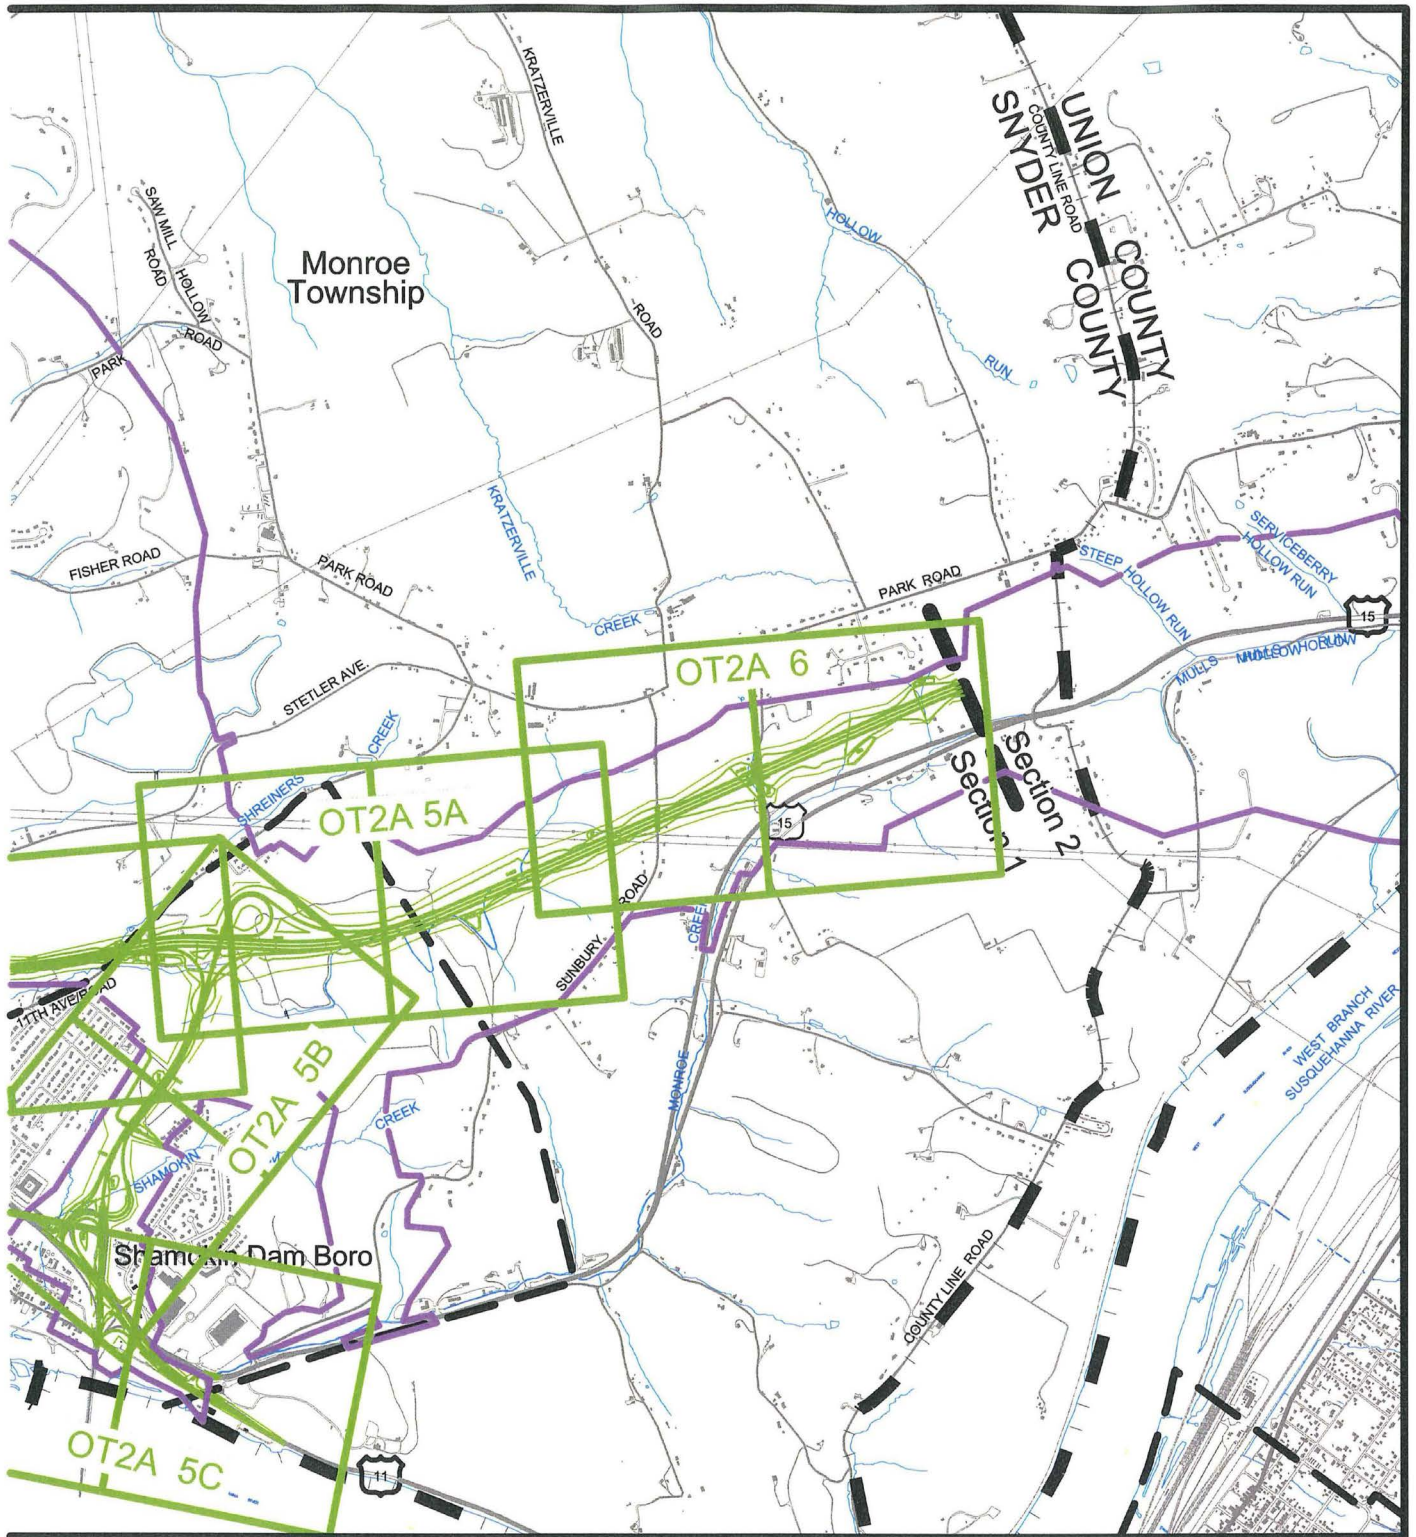 KRATZERVILLE
ROAD
UNION COUNTY
COUNTY LINE ROAD
SNYDER COUNTY
SAW MILL
ROAD
HOLLOW
ROAD
PARK
Monroe
Township
HOLLOW
RUN
KRATZERVILLE
CREEK
FISHER ROAD
PARK ROAD
PARK ROAD
STEEP HOLLOW RUN
SERVICEBERRY
HOLLOW RUN
15
MULLS
HOLLOW
STETLER AVE.
CREEK
SHREINERS
OT2A 6
OT2A 5A
15
Section 2
Section 1
ROAD
SUNBURY
CREEK
MONROE
11TH AVE/ROAD
OT2A 5B
CREEK
SHAMOKIN
Shamokin Dam Boro
COUNTY LINE ROAD
WEST BRANCH
SUSQUEHANNA RIVER
OT2A 5C
11